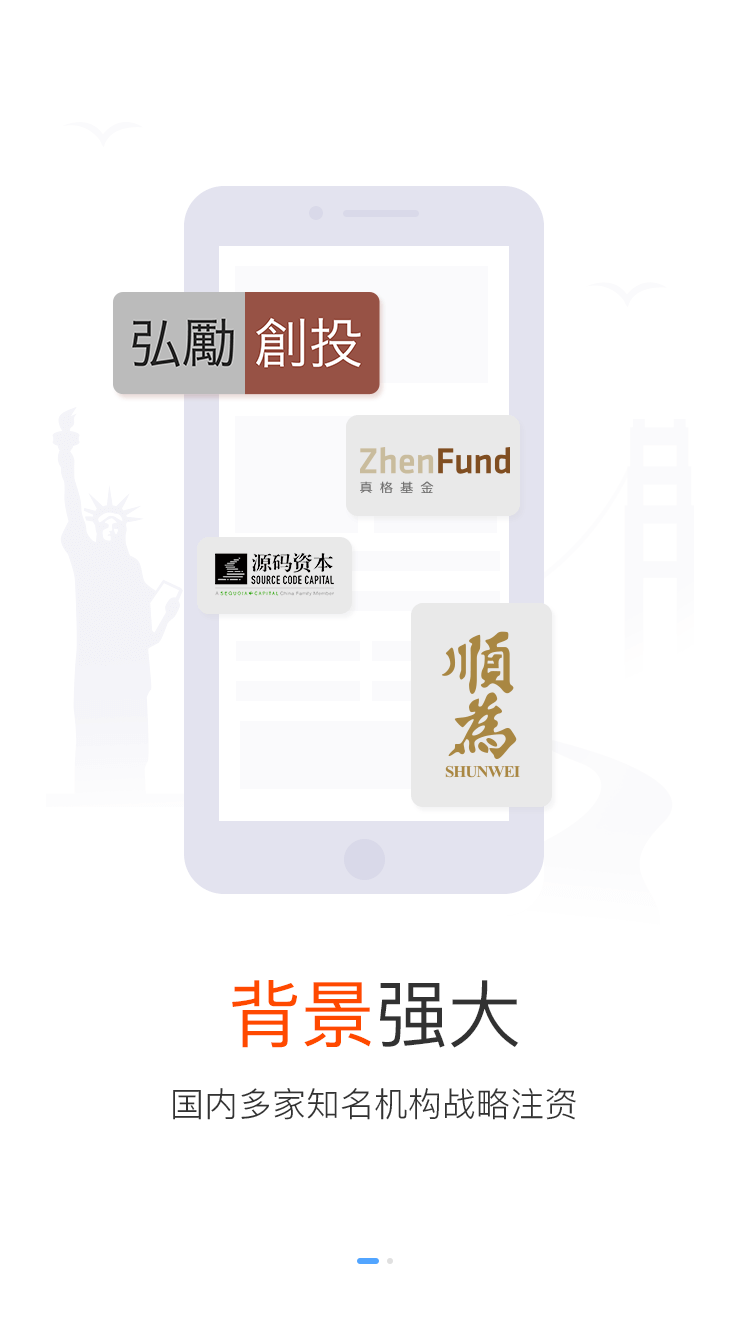 弘勵創投
ZhenFund
真格基金
源码资本
SOURCE CODE CAPITAL
A SEQUOIA CAPITAL China Family Member
順為
SHUNWEI
背景强大
国内多家知名机构战略注资